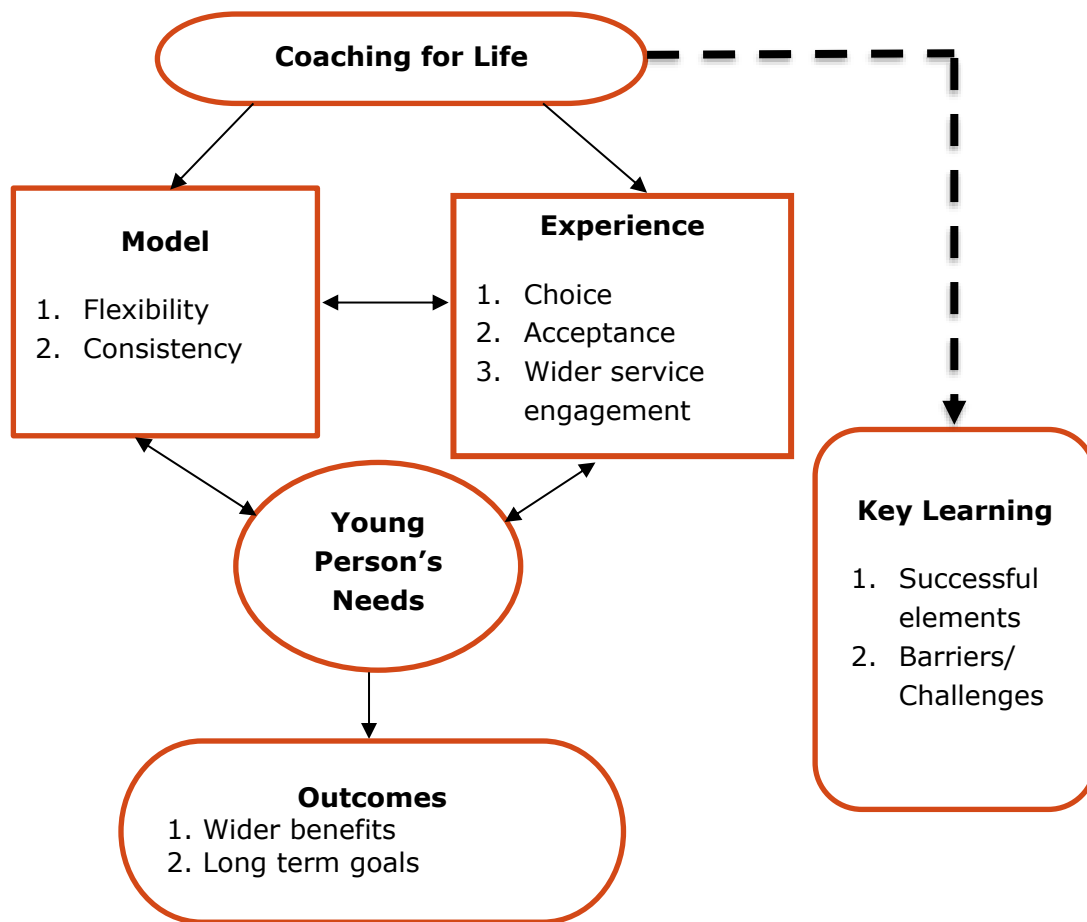 Coaching for Life
Model
1. Flexibility
2. Consistency
Experience
1. Choice
2. Acceptance
3. Wider service
engagement
Young
Person’s
Needs
Key Learning
1. Successful
elements
2. Barriers/
Challenges
Outcomes
1. Wider benefits
2. Long term goals